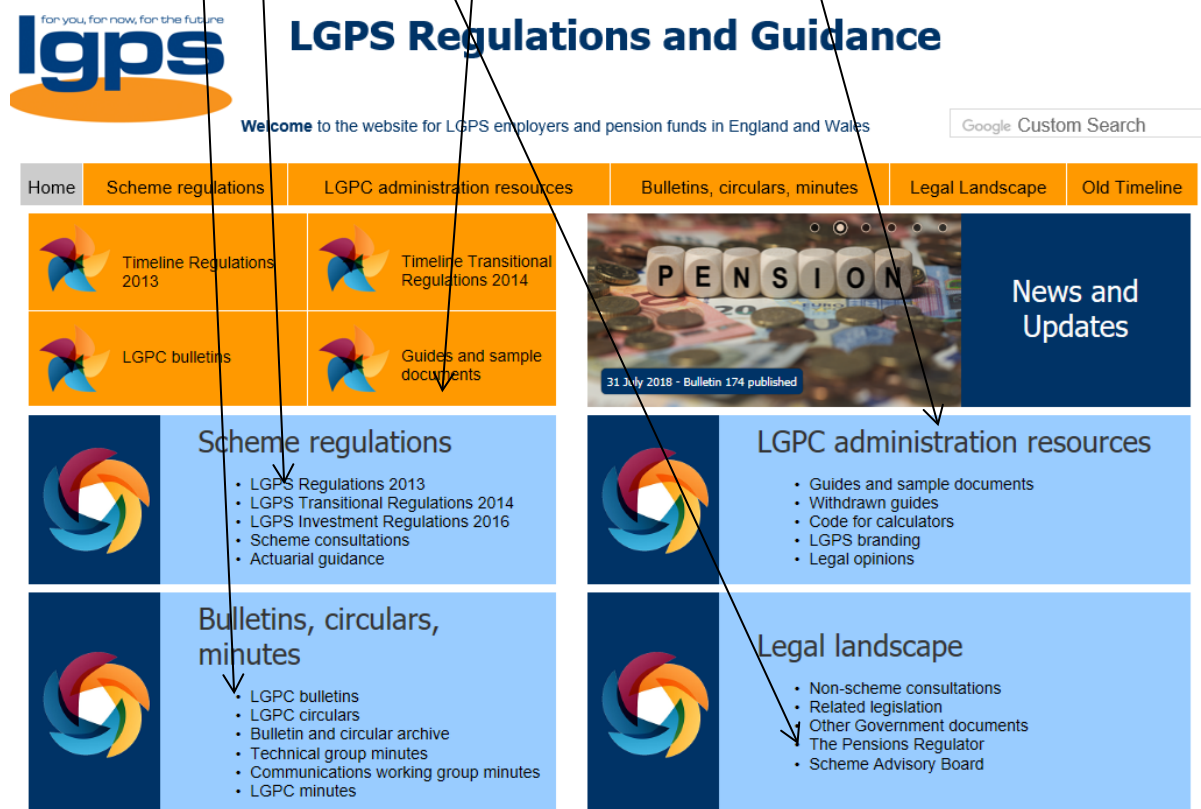 for you, for now, for the future
lgps
LGPS Regulations and Guidance
Welcome to the website for LGPS employers and pension funds in England and Wales
Google Custom Search
Home
Scheme regulations
LGPC administration resources
Bulletins, circulars, minutes
Legal Landscape
Old Timeline
Timeline Regulations
2013
Timeline Transitional
Regulations 2014
LGPC bulletins
Guides and sample
documents
PENSION
20
EURO
31 July 2018 - Bulletin 174 published
News and
Updates
Scheme regulations
• LGPS Regulations 2013
• LGPS Transitional Regulations 2014
• LGPS Investment Regulations 2016
• Scheme consultations
• Actuarial guidance
LGPC administration resources
• Guides and sample documents
• Withdrawn guides
• Code for calculators
• LGPS branding
• Legal opinions
Bulletins, circulars,
minutes
• LGPC bulletins
• LGPC circulars
• Bulletin and circular archive
• Technical group minutes
• Communications working group minutes
• LGPC minutes
Legal landscape
• Non-scheme consultations
• Related legislation
• Other Government documents
• The Pensions Regulator
• Scheme Advisory Board